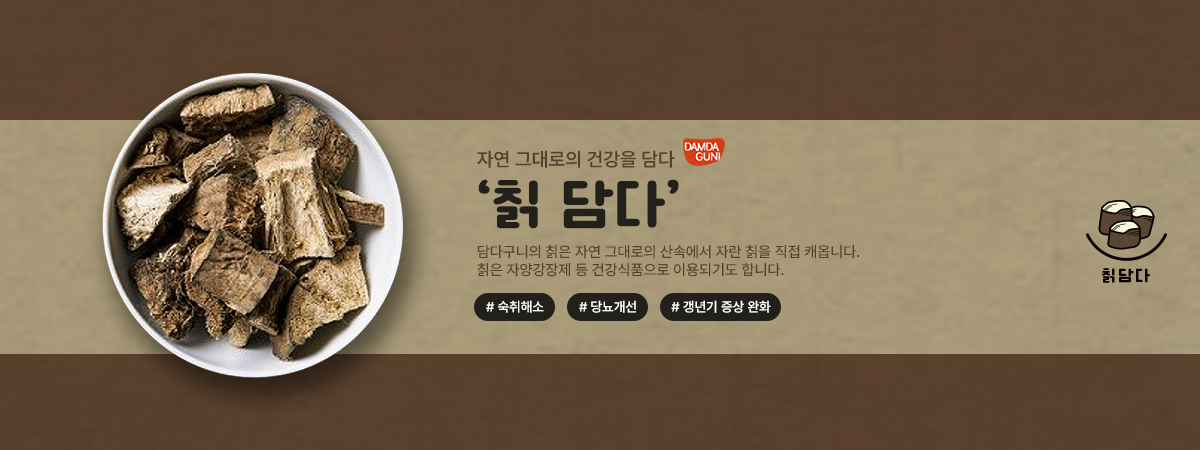 자연 그대로의 건강을 담다
DAMDA
GUNI
‘칡 담다’
담다구니의 칡은 자연 그대로의 산속에서 자란 칡을 직접 캐옵니다.
칡은 자양강장제 등 건강식품으로 이용되기도 합니다.
# 숙취해소 # 당뇨개선 # 갱년기 증상 완화
칡담다